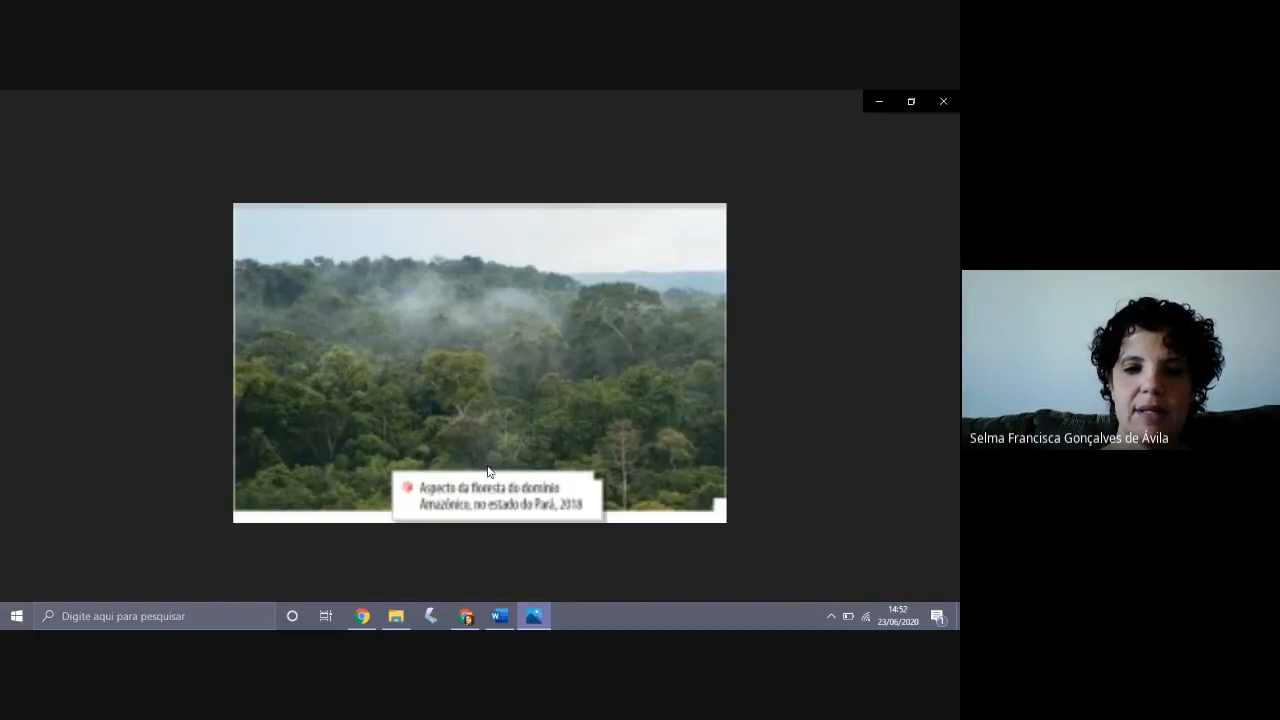 Aspecto da floresta do domínio
Amazônico, no estado do Pará, 2018
Selma Francisca Gonçalves de Ávila
Digite aqui para pesquisar
14:52
23/06/2020
1